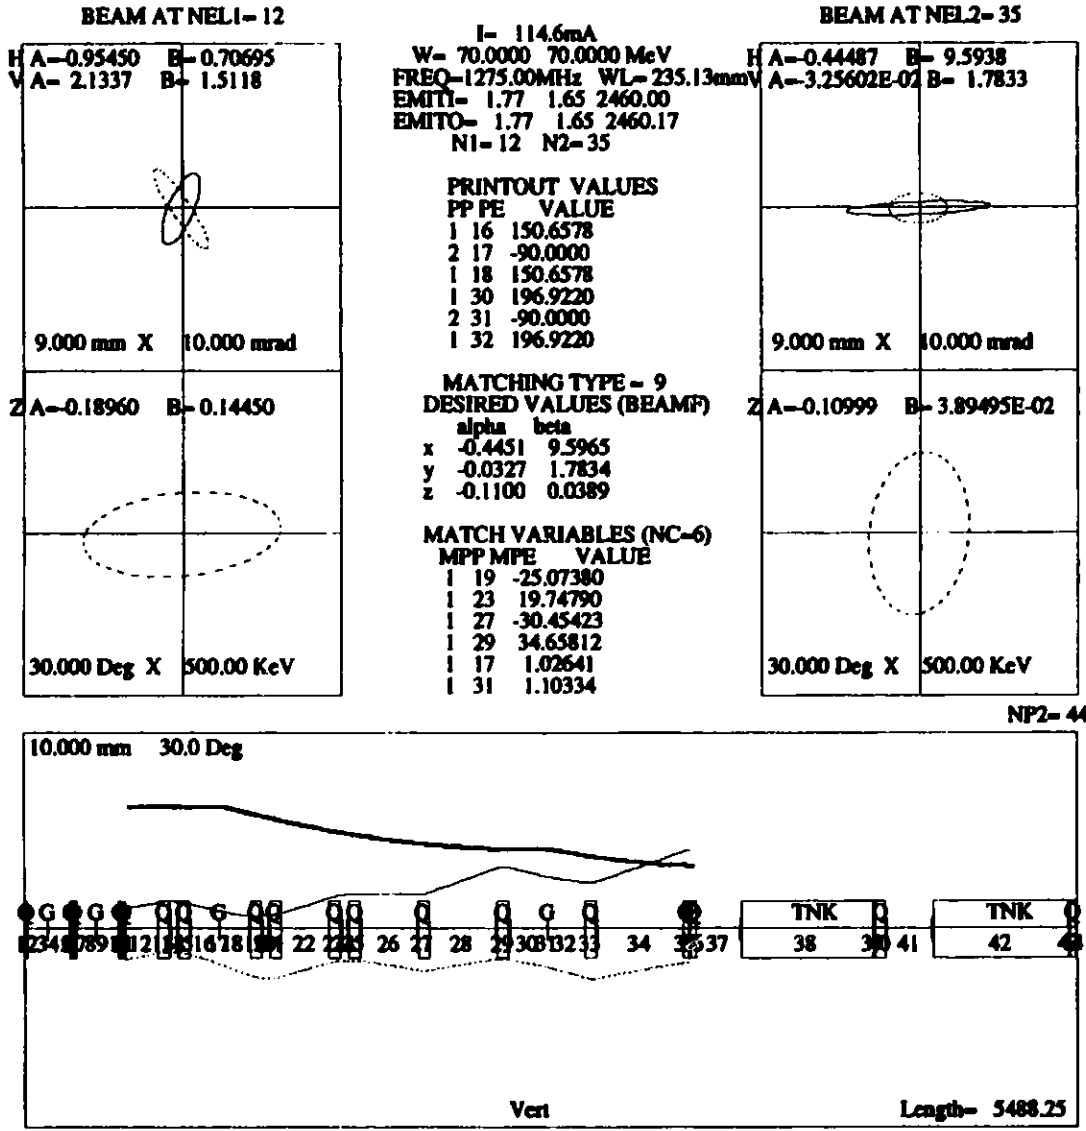 BEAM AT NEL1= 12
H A=-0.95450 B= 0.70695
V A= 2.1337 B= 1.5118
9.000 mm X 10.000 mrad
Z A=-0.18960 B= 0.14450
30.000 Deg X 500.00 KeV
I= 114.6mA
W= 70.0000 70.0000 MeV
FREQ=1275.00MHz WL=235.13mm
EMITI= 1.77 1.65 2460.00
EMITO= 1.77 1.65 2460.17
N1= 12 N2= 35
PRINTOUT VALUES
PP PE VALUE
1 16 150.6578
2 17 -90.0000
1 18 150.6578
1 30 196.9220
2 31 -90.0000
1 32 196.9220
MATCHING TYPE = 9
DESIRED VALUES (BEAMF)
alpha beta
x -0.4451 9.5965
y -0.0327 1.7834
z -0.1100 0.0389
MATCH VARIABLES (NC=6)
MPP MPE VALUE
1 19 -25.07380
1 23 19.74790
1 27 -30.45423
1 29 34.65812
1 17 1.02641
1 31 1.10334
BEAM AT NEL2= 35
H A=-0.44487 B= 9.5938
V A=-3.25602E-02 B= 1.7833
9.000 mm X 10.000 mrad
Z A=-0.10999 B= 3.89495E-02
30.000 Deg X 500.00 KeV
NP2= 44
10.000 mm 30.0 Deg
G G Q Q G Q Q Q Q Q Q G Q TNK Q TNK Q
12 16 18 22 26 27 28 29 30 31 32 33 34 37 38 41 42
Vert
Length= 5488.25